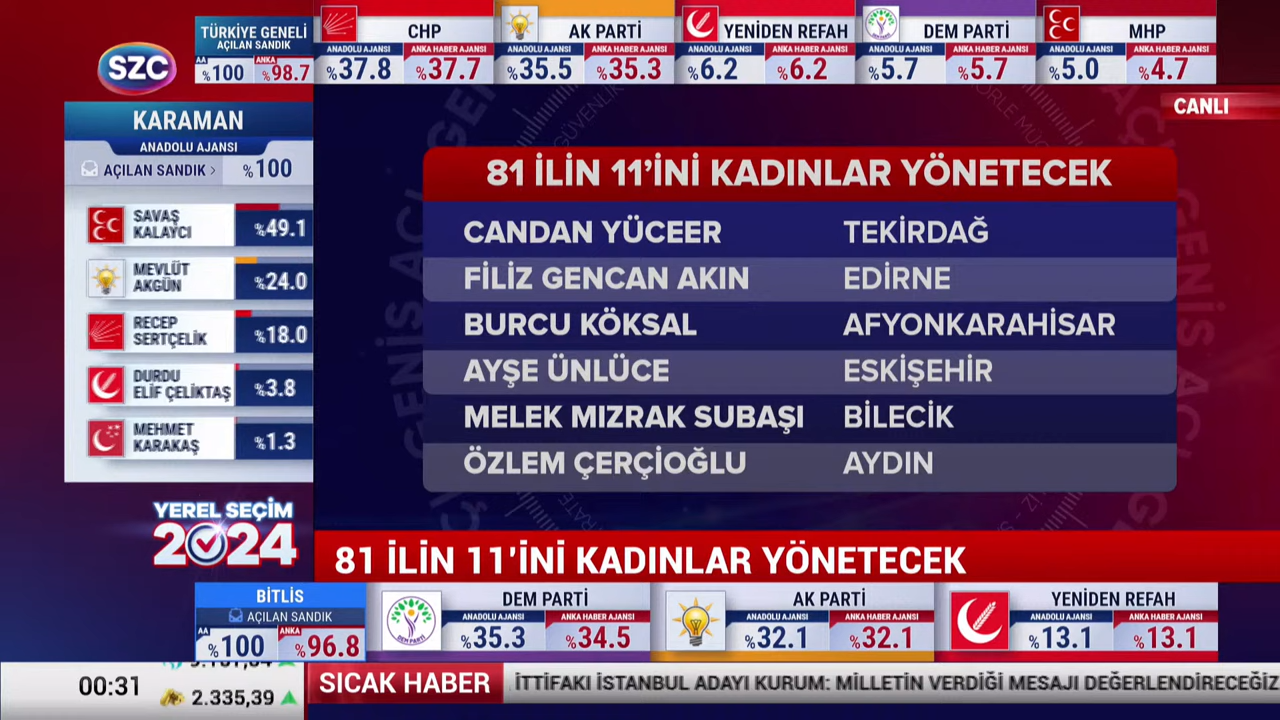 TÜRKİYE GENELİ
AÇILAN SANDIK
AA %100 ANKA %98.7
CHP
ANADOLU AJANSI ANKA HABER AJANSI
%37.8 %37.7
AK PARTİ
ANADOLU AJANSI ANKA HABER AJANSI
%35.5 %35.3
YENİDEN REFAH
ANADOLU AJANSI ANKA HABER AJANSI
%6.2 %6.2
DEM PARTİ
ANADOLU AJANSI ANKA HABER AJANSI
%5.7 %5.7
MHP
ANADOLU AJANSI ANKA HABER AJANSI
%5.0 %4.7
SZC
CANLI
KARAMAN
ANADOLU AJANSI
AÇILAN SANDIK > %100
SAVAŞ
KALAYCI
%49.1
MEVLÜT
AKGÜN
%24.0
RECEP
SERTÇELİK
%18.0
DURDU
ELİF ÇELİKTAŞ
%3.8
MEHMET
KARAKAŞ
%1.3
YEREL SEÇİM
2024
81 İLİN 11’İNİ KADINLAR YÖNETECEK
CANDAN YÜCEER TEKİRDAĞ
FİLİZ GENCAN AKIN EDİRNE
BURCU KÖKSAL AFYONKARAHİSAR
AYŞE ÜNLÜCE ESKİŞEHİR
MELEK MIZRAK SUBAŞI BİLECİK
ÖZLEM ÇERÇİOĞLU AYDIN
81 İLİN 11’İNİ KADINLAR YÖNETECEK
BİTLİS
AÇILAN SANDIK
AA %100 ANKA %96.8
DEM PARTİ
ANADOLU AJANSI ANKA HABER AJANSI
%35.3 %34.5
AK PARTİ
ANADOLU AJANSI ANKA HABER AJANSI
%32.1 %32.1
YENİDEN REFAH
ANADOLU AJANSI ANKA HABER AJANSI
%13.1 %13.1
00:31
2.335,39
SICAK HABER
İTTİFAKI İSTANBUL ADAYI KURUM: MİLLETİN VERDİĞİ MESAJI DEĞERLENDİRECEĞİZ